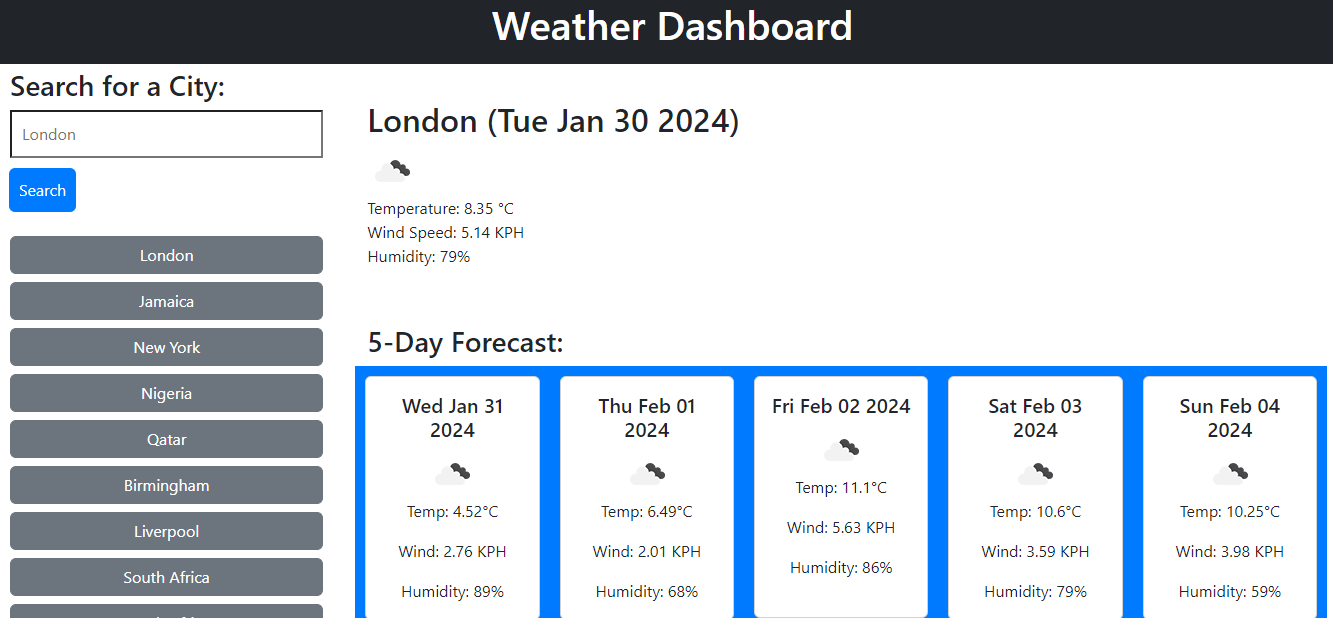 Weather Dashboard
Search for a City:
London
Search
London
Jamaica
New York
Nigeria
Qatar
Birmingham
Liverpool
South Africa
London (Tue Jan 30 2024)
Temperature: 8.35 °C
Wind Speed: 5.14 KPH
Humidity: 79%
5-Day Forecast:
Wed Jan 31
2024
Temp: 4.52°C
Wind: 2.76 KPH
Humidity: 89%
Thu Feb 01
2024
Temp: 6.49°C
Wind: 2.01 KPH
Humidity: 68%
Fri Feb 02 2024
Temp: 11.1°C
Wind: 5.63 KPH
Humidity: 86%
Sat Feb 03
2024
Temp: 10.6°C
Wind: 3.59 KPH
Humidity: 79%
Sun Feb 04
2024
Temp: 10.25°C
Wind: 3.98 KPH
Humidity: 59%